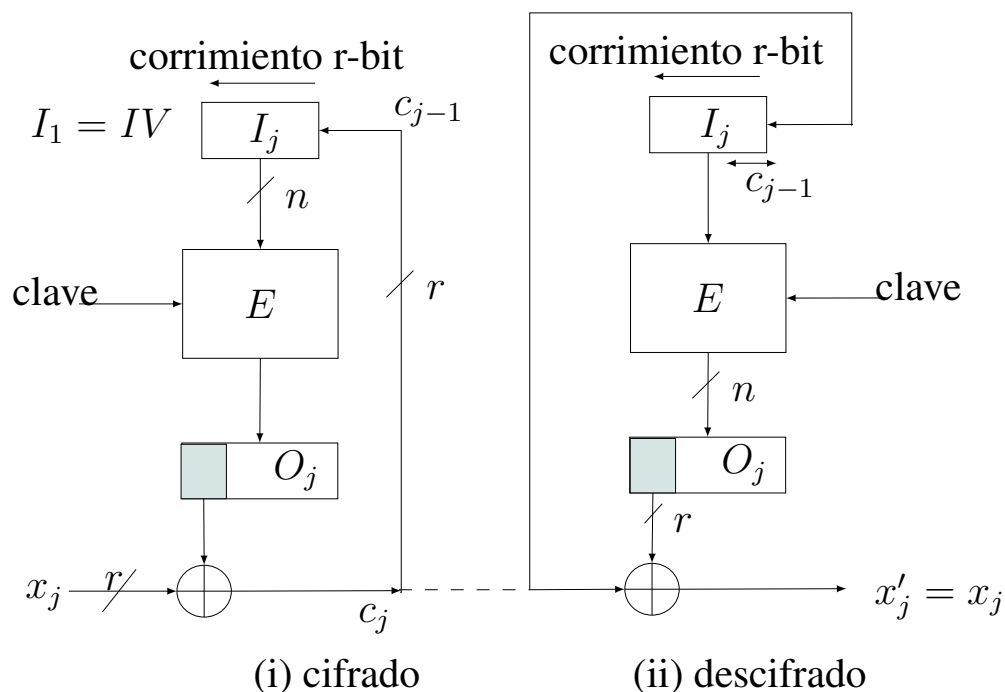 corrimiento r-bit
$I_1 = IV$
$I_j$
$c_{j-1}$
$n$
clave
$E$
$r$
$O_j$
$x_j$
$r$
$c_j$
(i) cifrado
corrimiento r-bit
$I_j$
$c_{j-1}$
$E$
clave
$n$
$O_j$
$r$
$x'_j = x_j$
(ii) descifrado